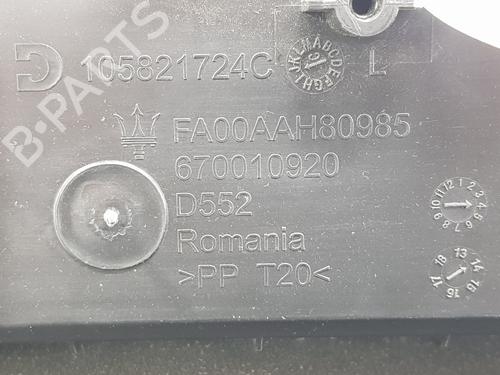 105821724C
L
FA00AAH80985
670010920
D552
Romania
>PP T20<
B-PARTS